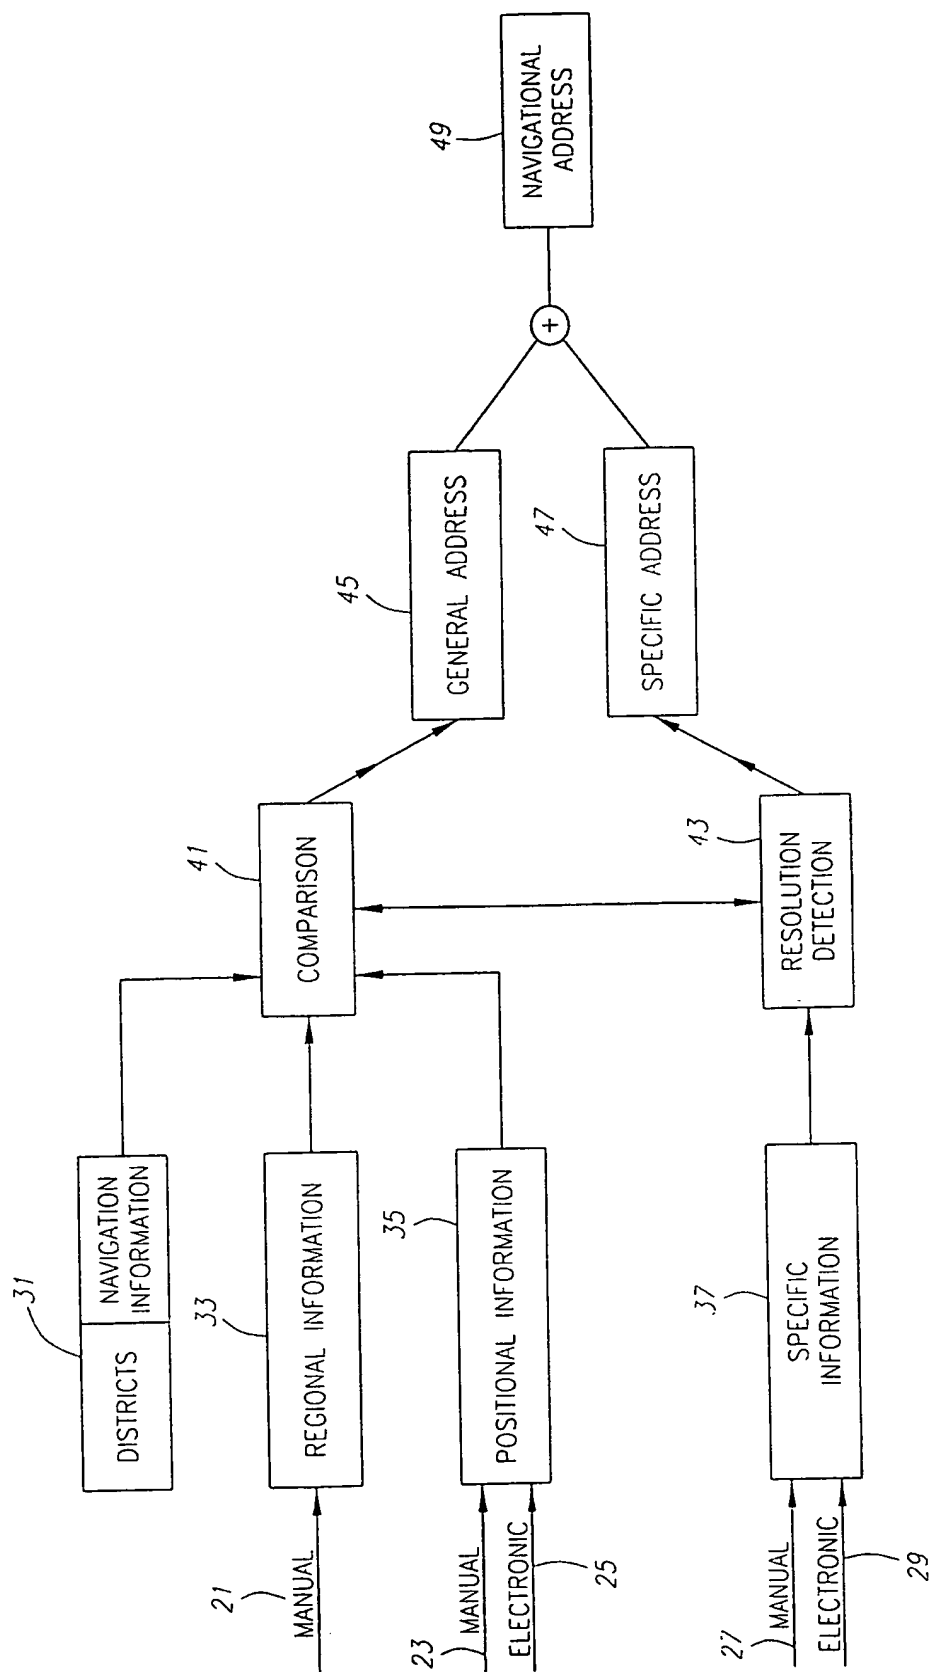 31
DISTRICTS
NAVIGATION
INFORMATION
21
MANUAL
33
REGIONAL INFORMATION
41
COMPARISON
23
MANUAL
ELECTRONIC
25
35
POSITIONAL INFORMATION
45
GENERAL ADDRESS
49
NAVIGATIONAL
ADDRESS
+
47
SPECIFIC ADDRESS
27
MANUAL
ELECTRONIC
29
37
SPECIFIC
INFORMATION
43
RESOLUTION
DETECTION